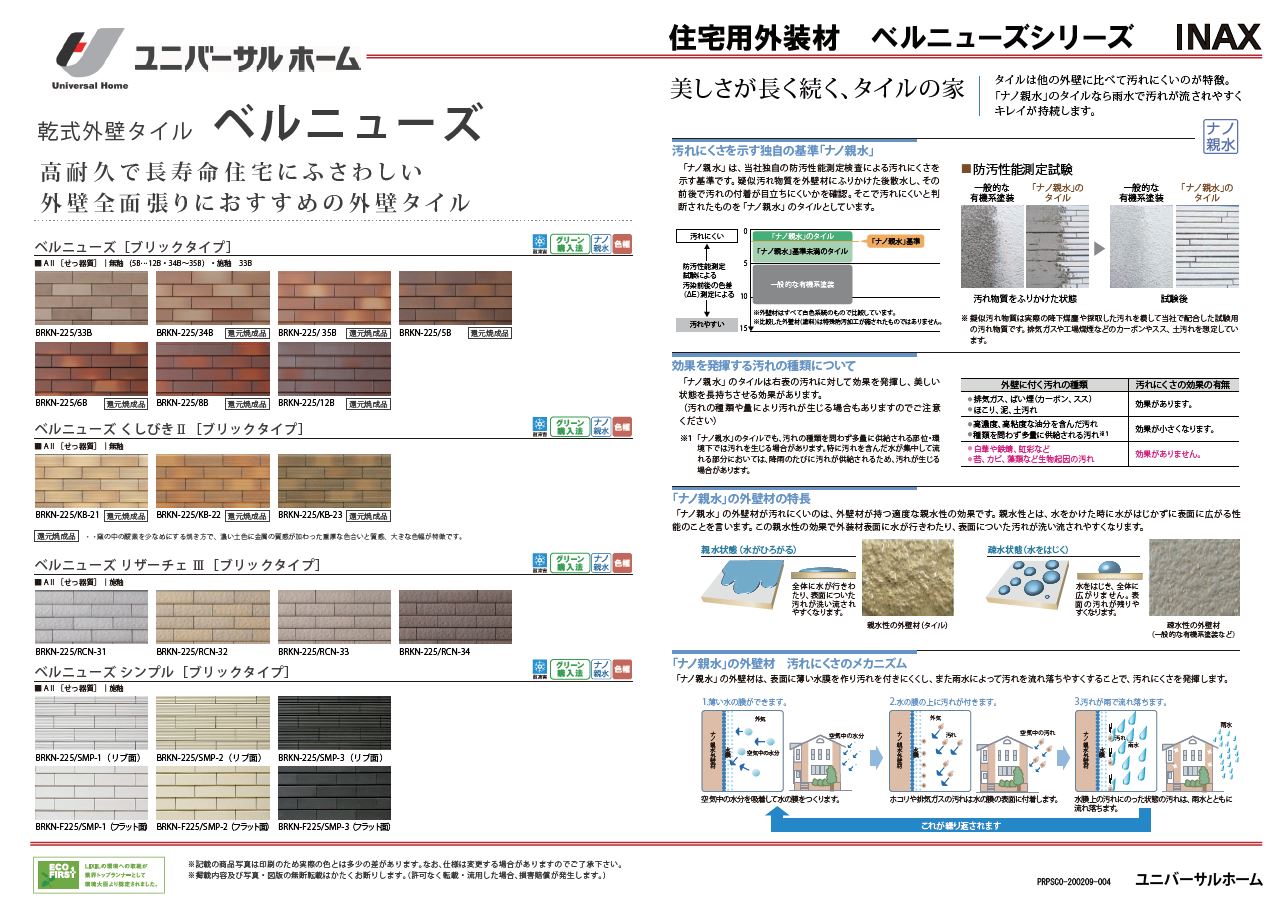 ユニバーサル ホーム
Universal Home
乾式外壁タイル ベルニューズ
高耐久で長寿命住宅にふさわしい
外壁全面張りにおすすめの外壁タイル
ベルニューズ［ブリックタイプ］
グリーン購入法
ナノ親水
色幅
■AⅡ［せっ器質］｜無釉（5B…12B・34B～35B）・施釉 33B
BRKN-225/33B
BRKN-225/34B 還元焼成品
BRKN-225/35B 還元焼成品
BRKN-225/5B 還元焼成品
BRKN-225/6B 還元焼成品
BRKN-225/8B 還元焼成品
BRKN-225/12B 還元焼成品
ベルニューズ くしびきⅡ［ブリックタイプ］
グリーン購入法
ナノ親水
色幅
■AⅡ［せっ器質］｜無釉
BRKN-225/KB-21 還元焼成品
BRKN-225/KB-22 還元焼成品
BRKN-225/KB-23 還元焼成品
還元焼成品 ・・窯の中の酸素を少なめにする焼き方で、濃い土色に金属の質感が加わった重厚な色合いと質感、大きな色幅が特徴です。
ベルニューズ リザーチェⅢ［ブリックタイプ］
グリーン購入法
ナノ親水
色幅
■AⅡ［せっ器質］｜施釉
BRKN-225/RCN-31
BRKN-225/RCN-32
BRKN-225/RCN-33
BRKN-225/RCN-34
ベルニューズ シンプル［ブリックタイプ］
グリーン購入法
ナノ親水
色幅
■AⅡ［せっ器質］｜施釉
BRKN-225/SMP-1（リブ面）
BRKN-225/SMP-2（リブ面）
BRKN-225/SMP-3（リブ面）
BRKN-F225/SMP-1（フラット面）
BRKN-F225/SMP-2（フラット面）
BRKN-F225/SMP-3（フラット面）
住宅用外装材 ベルニューズシリーズ INAX
美しさが長く続く、タイルの家
タイルは他の外壁に比べて汚れにくいのが特徴。
「ナノ親水」のタイルなら雨水で汚れが流されやすく
キレイが持続します。
ナノ
親水
汚れにくさを示す独自の基準「ナノ親水」
「ナノ親水」は、当社独自の防汚性能測定検査による汚れにくさを
示す基準です。疑似汚れ物質を外壁材にふりかけた後散水し、その
前後で汚れの付着が目立ちにくいかを確認。そこで汚れにくいと判
断されたものを「ナノ親水」のタイルとしています。
汚れにくい
防汚性能測定
試験による
汚染前後の色差
（ΔE）測定による
汚れやすい
0
5
10
15
「ナノ親水」のタイル
「ナノ親水」基準未満のタイル
一般的な有機系塗装
「ナノ親水」基準
※外壁材はすべて白色系統のもので比較しています。
※比較した外壁材（塗料）は特殊防汚加工が施されたものではありません。
■防汚性能測定試験
一般的な
有機系塗装
「ナノ親水」の
タイル
一般的な
有機系塗装
「ナノ親水」の
タイル
汚れ物質をふりかけた状態
試験後
※ 擬似汚れ物質は実際の降下煤塵や採取した汚れを模して当社で配合した試験用
の汚れ物質です。排気ガスや工場煤煙などのカーボンやスス、土汚れを想定してい
ます。
効果を発揮する汚れの種類について
「ナノ親水」のタイルは右表の汚れに対して効果を発揮し、美しい
状態を長持ちさせる効果があります。
（汚れの種類や量により汚れが生じる場合もありますのでご注意
ください）
※1 「ナノ親水」のタイルでも、汚れの種類を問わず多量に供給される部位・環
境下では汚れを生じる場合があります。特に汚れを含んだ水が集中して流
れる部分においては、降雨のたびに汚れが供給されるため、汚れが生じる
場合があります。
外壁に付く汚れの種類 汚れにくさの効果の有無
●排気ガス、ばい煙（カーボン、スス）
●ほこり、泥、土汚れ
効果があります。
●高濃度、高粘度な油分を含んだ汚れ
●種類を問わず多量に供給される汚れ※1
効果が小さくなります。
●白華や鉄錆、虹彩など
●苔、カビ、藻類など生物起因の汚れ
効果がありません。
「ナノ親水」の外壁材の特長
「ナノ親水」の外壁材が汚れにくいのは、外壁材が持つ適度な親水性の効果です。親水性とは、水をかけた時に水がはじかずに表面に広がる性
能のことを言います。この親水性の効果で外装材表面に水が行きわたり、表面についた汚れが洗い流されやすくなります。
親水状態（水がひろがる）
全体に水が行きわ
たり、表面についた
汚れが洗い流され
やすくなります。
親水性の外壁材（タイル）
疎水状態（水をはじく）
水をはじき、全体に
広がりません。表
面の汚れが残りや
すくなります。
疎水性の外壁材
（一般的な有機系塗装など）
「ナノ親水」の外壁材 汚れにくさのメカニズム
「ナノ親水」の外壁材は、表面に薄い水膜を作り汚れを付きにくくし、また雨水によって汚れを流れ落ちやすくすることで、汚れにくさを発揮します。
1.薄い水の膜ができます。
ナノ親水外壁材
水膜
外気
空気中の水分
空気中の水分
空気中の水分を吸着して水の膜をつくります。
2.水の膜の上に汚れが付きます。
ナノ親水外壁材
水膜
外気
汚れ
空気中の汚れ
ホコリや排気ガスの汚れは水の膜の表面に付着します。
3.汚れが雨で流れ落ちます。
ナノ親水外壁材
水膜
汚れ
雨水
雨水
水膜上の汚れにのった状態の汚れは、雨水とともに
流れ落ちます。
これが繰り返されます
ECO FIRST
LIXILの環境への取組が
業界トップランナーとして
環境大臣より認定されました。
※記載の商品写真は印刷のため実際の色とは多少の差があります。なお、仕様は変更する場合がありますのでご了承下さい。
※掲載内容及び写真・図版の無断転載はかたくお断りします。（許可なく転載・流用した場合、損害賠償が発生します。）
PRPSCO-200209-004 ユニバーサルホーム